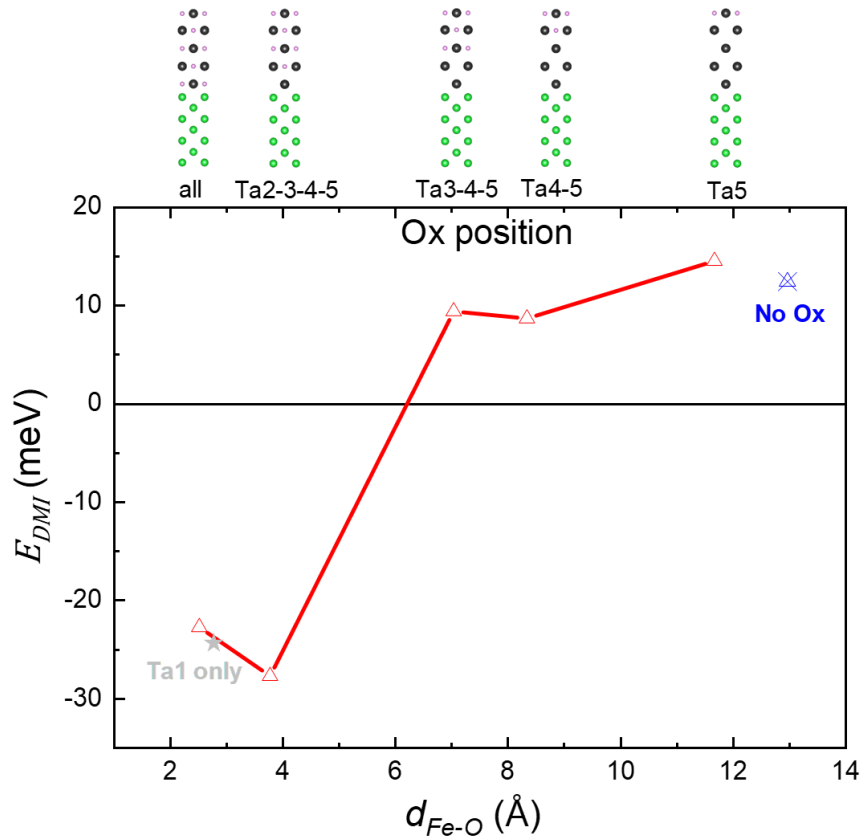 all Ta2-3-4-5 Ta3-4-5 Ta4-5 Ta5
20
Ox position
10
No Ox
0
-10
-20
Ta1 only
-30
2 4 6 8 10 12 14
E_DMI (meV)
d_Fe-O (Å)